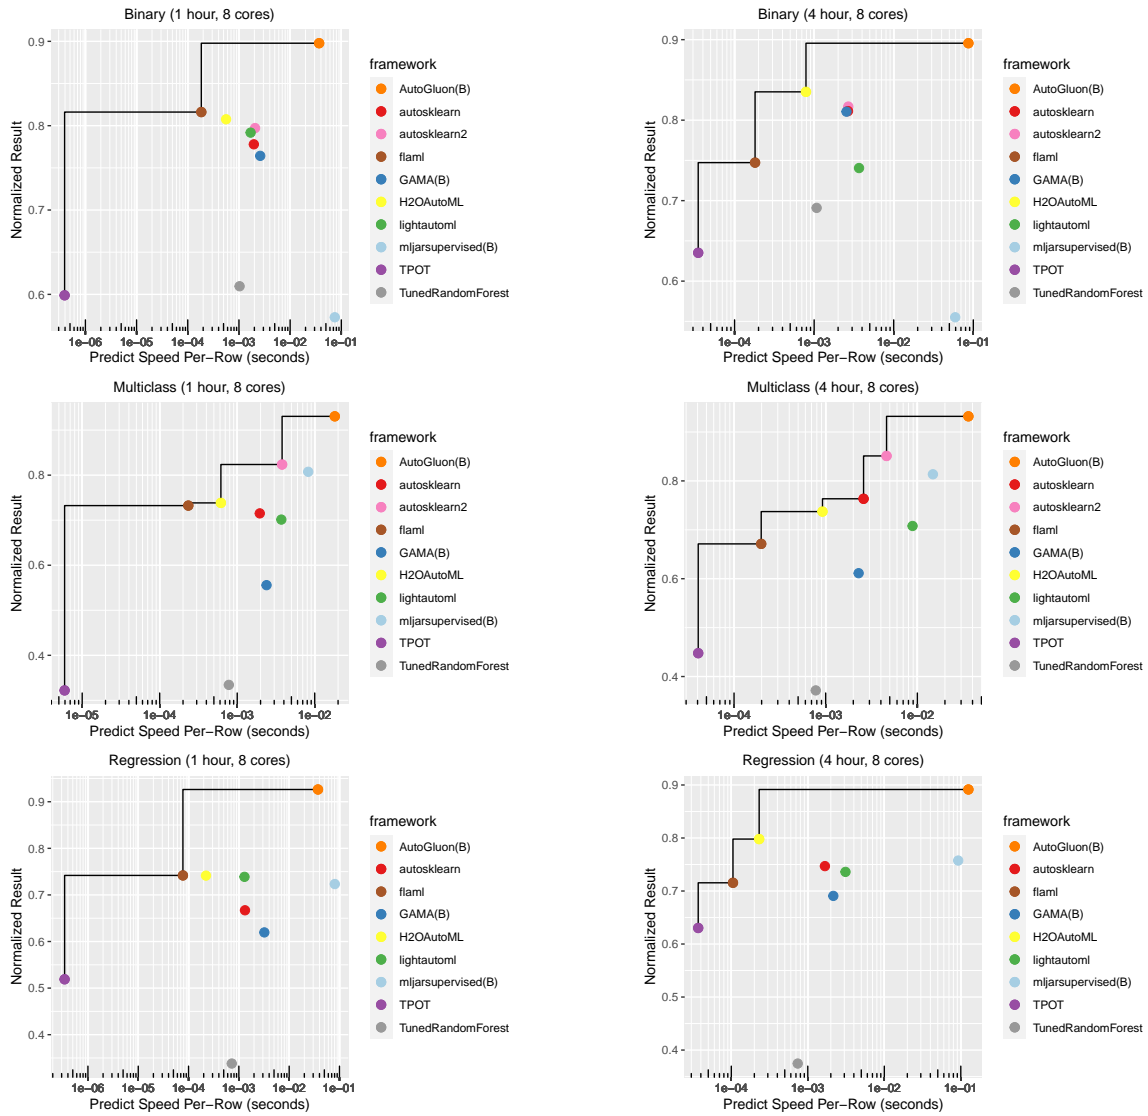 Binary (1 hour, 8 cores)
Normalized Result
0.9
0.8
0.7
0.6
1e−06 1e−05 1e−04 1e−03 1e−02 1e−01
Predict Speed Per−Row (seconds)
framework
AutoGluon(B)
autosklearn
autosklearn2
flaml
GAMA(B)
H2OAutoML
lightautoml
mljarsupervised(B)
TPOT
TunedRandomForest
Binary (4 hour, 8 cores)
Normalized Result
0.9
0.8
0.7
0.6
1e−04 1e−03 1e−02 1e−01
Predict Speed Per−Row (seconds)
framework
AutoGluon(B)
autosklearn
autosklearn2
flaml
GAMA(B)
H2OAutoML
lightautoml
mljarsupervised(B)
TPOT
TunedRandomForest
Multiclass (1 hour, 8 cores)
Normalized Result
0.8
0.6
0.4
1e−05 1e−04 1e−03 1e−02
Predict Speed Per−Row (seconds)
framework
AutoGluon(B)
autosklearn
autosklearn2
flaml
GAMA(B)
H2OAutoML
lightautoml
mljarsupervised(B)
TPOT
TunedRandomForest
Multiclass (4 hour, 8 cores)
Normalized Result
0.8
0.6
0.4
1e−04 1e−03 1e−02
Predict Speed Per−Row (seconds)
framework
AutoGluon(B)
autosklearn
autosklearn2
flaml
GAMA(B)
H2OAutoML
lightautoml
mljarsupervised(B)
TPOT
TunedRandomForest
Regression (1 hour, 8 cores)
Normalized Result
0.9
0.8
0.7
0.6
0.5
0.4
1e−06 1e−05 1e−04 1e−03 1e−02 1e−01
Predict Speed Per−Row (seconds)
framework
AutoGluon(B)
autosklearn
flaml
GAMA(B)
H2OAutoML
lightautoml
mljarsupervised(B)
TPOT
TunedRandomForest
Regression (4 hour, 8 cores)
Normalized Result
0.9
0.8
0.7
0.6
0.5
0.4
1e−04 1e−03 1e−02 1e−01
Predict Speed Per−Row (seconds)
framework
AutoGluon(B)
autosklearn
flaml
GAMA(B)
H2OAutoML
lightautoml
mljarsupervised(B)
TPOT
TunedRandomForest